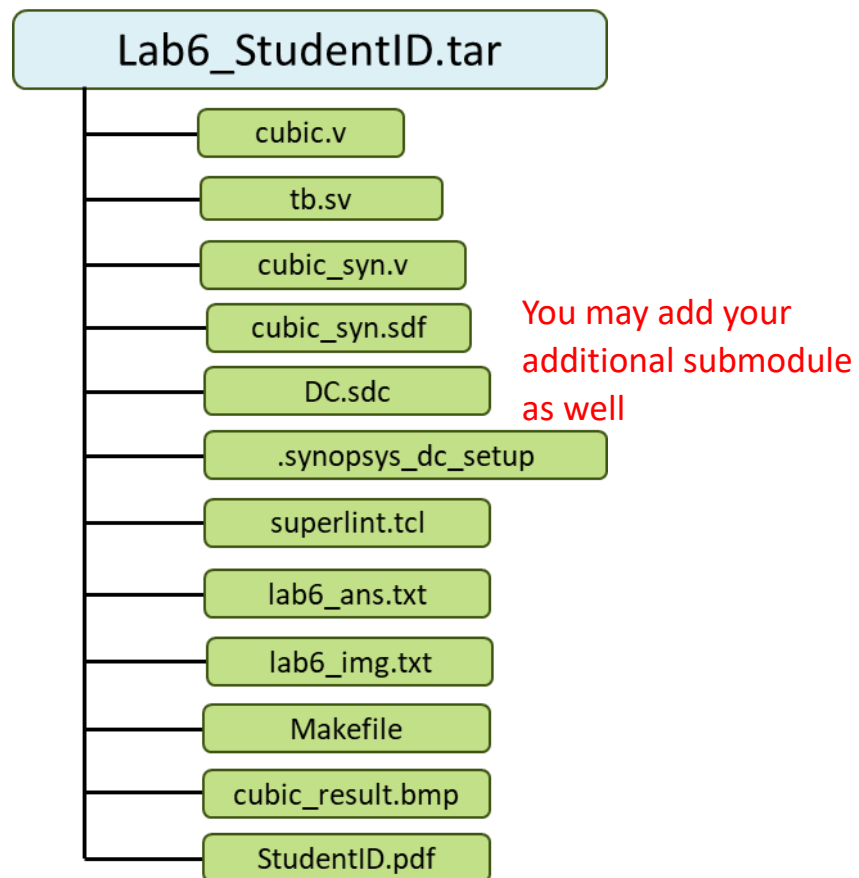 Lab6_StudentID.tar
cubic.v
tb.sv
cubic_syn.v
cubic_syn.sdf
You may add your
additional submodule
as well
DC.sdc
.synopsys_dc_setup
superlint.tcl
lab6_ans.txt
lab6_img.txt
Makefile
cubic_result.bmp
StudentID.pdf